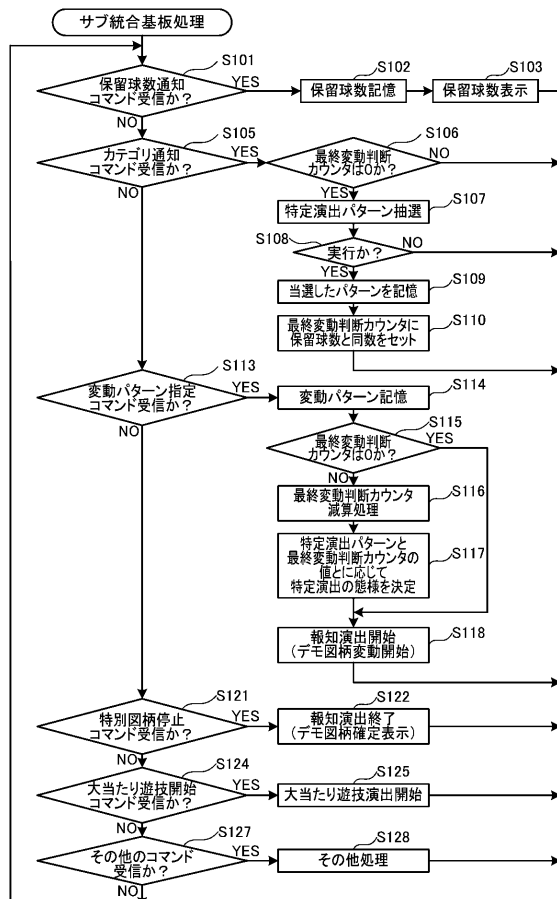 サブ統合基板処理
S101
保留球数通知
コマンド受信か?
YES
NO
S102
保留球数記憶
S103
保留球数表示
S105
カテゴリ通知
コマンド受信か?
YES
NO
S106
最終変動判断
カウンタは0か?
NO
YES
S107
特定演出パターン抽選
S108
実行か?
NO
YES
S109
当選したパターンを記憶
S110
最終変動判断カウンタに
保留球数と同数をセット
S113
変動パターン指定
コマンド受信か?
YES
NO
S114
変動パターン記憶
S115
最終変動判断
カウンタは0か?
YES
NO
S116
最終変動判断カウンタ
減算処理
S117
特定演出パターンと
最終変動判断カウンタの
値とに応じて
特定演出の態様を決定
S118
報知演出開始
(デモ図柄変動開始)
S121
特別図柄停止
コマンド受信か?
YES
NO
S122
報知演出終了
(デモ図柄確定表示)
S124
大当たり遊技開始
コマンド受信か?
YES
NO
S125
大当たり遊技演出開始
S127
その他のコマンド
受信か?
YES
NO
S128
その他処理